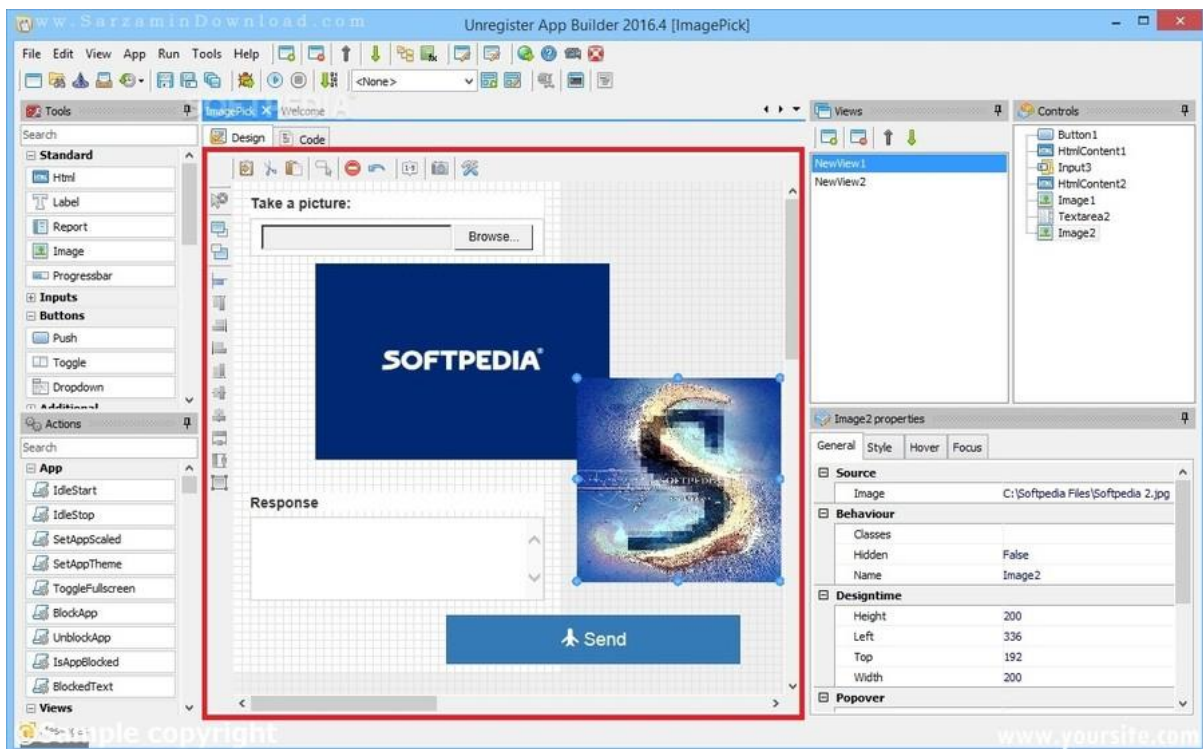 www.SarzaminDownload.com
Unregister App Builder 2016.4 [ImagePick]
File Edit View App Run Tools Help
<None>
Tools
Search
Standard
Html
Label
Report
Image
Progressbar
Inputs
Buttons
Push
Toggle
Dropdown
Additional
Actions
Search
App
IdleStart
IdleStop
SetAppScaled
SetAppTheme
ToggleFullscreen
BlockApp
UnblockApp
IsAppBlocked
BlockedText
Views
SOFTPEDIA
ImagePick Welcome
Design Code
Take a picture:
Browse...
SOFTPEDIA
SOFTPEDIA
Response
Send
Views
NewView1
NewView2
Controls
Button1
HtmlContent1
Input3
HtmlContent2
Image1
Textarea2
Image2
Image2 properties
General Style Hover Focus
Source
Image C:\Softpedia Files\Softpedia 2.jpg
Behaviour
Classes
Hidden False
Name Image2
Designtime
Height 200
Left 336
Top 192
Width 200
Popover
Sample copyright
www.yoursite.com